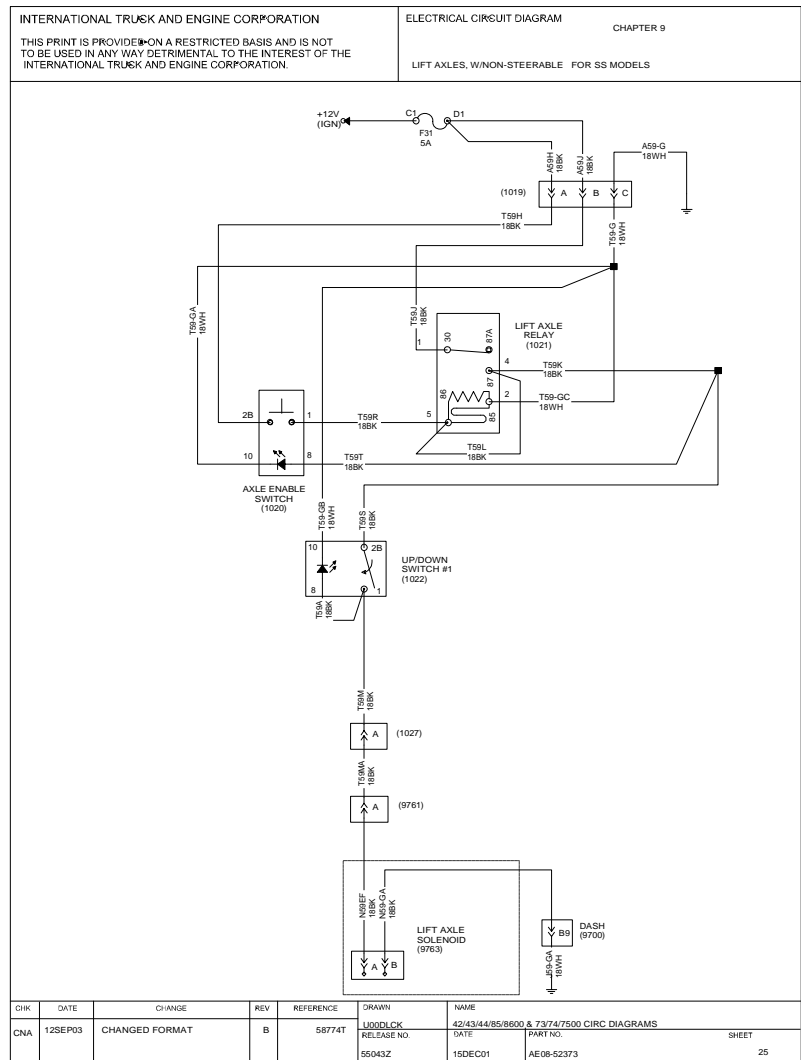 INTERNATIONAL TRUCK AND ENGINE CORPORATION
THIS PRINT IS PROVIDED ON A RESTRICTED BASIS AND IS NOT
TO BE USED IN ANY WAY DETRIMENTAL TO THE INTEREST OF THE
INTERNATIONAL TRUCK AND ENGINE CORPORATION.
ELECTRICAL CIRCUIT DIAGRAM
CHAPTER 9
LIFT AXLES, W/NON-STEERABLE FOR SS MODELS
+12V
(IGN)
C1
D1
F31
5A
A59H
18BK
A59J
18BK
A59-G
18WH
(1019)
A
B
C
T59H
18BK
T59-G
18WH
T59-GA
18WH
T59J
18BK
1
30
87A
LIFT AXLE
RELAY
(1021)
4
T59K
18BK
87
86
2
T59-GC
18WH
85
5
2B
1
T59R
18BK
T59L
18BK
10
8
T59T
18BK
AXLE ENABLE
SWITCH
(1020)
T59-GB
18WH
T59S
18BK
10
2B
UP/DOWN
SWITCH #1
(1022)
8
1
T59A
18BK
T59M
18BK
A
(1027)
T59MA
18BK
A
(9761)
N59EF
18BK
N59-GA
18BK
LIFT AXLE
SOLENOID
(9763)
A
B
B9
DASH
(9700)
J59-GA
18WH
CHK
DATE
CHANGE
REV
REFERENCE
DRAWN
NAME
CNA
12SEP03
CHANGED FORMAT
B
58774T
U00DLCK
42/43/44/85/8600 & 73/74/7500 CIRC DIAGRAMS
RELEASE NO.
DATE
PART NO.
SHEET
55043Z
15DEC01
AE08-52373
25